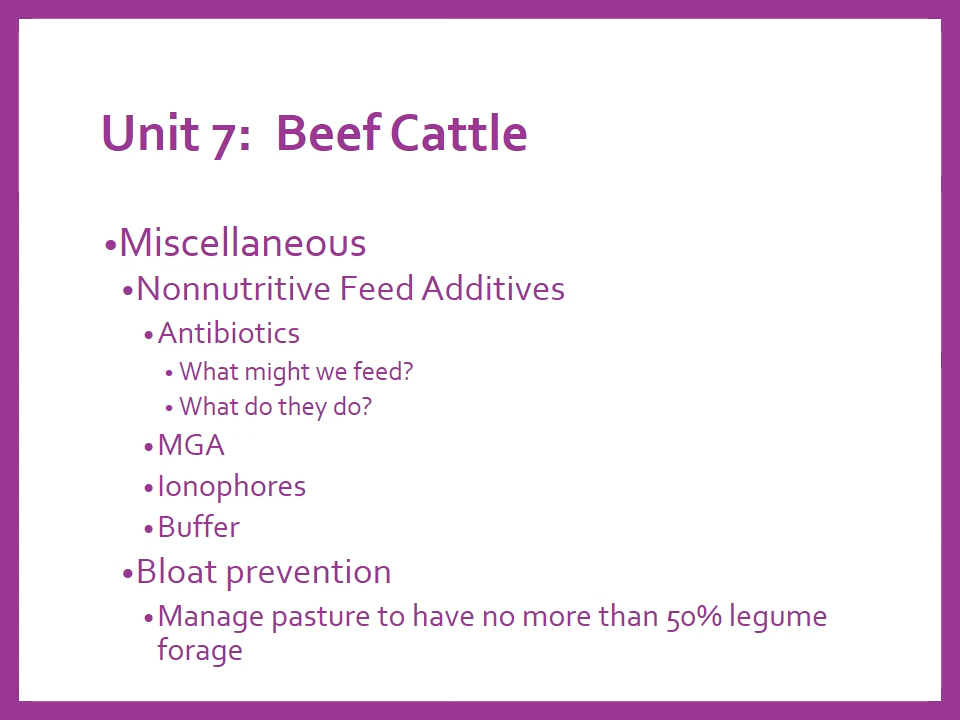 Unit 7:  Beef Cattle
•Miscellaneous
•Nonnutritive Feed Additives
•Antibiotics
• What might we feed?
• What do they do?
•MGA
•Ionophores
•Buffer
•Bloat prevention
•Manage pasture to have no more than 50% legume
forage